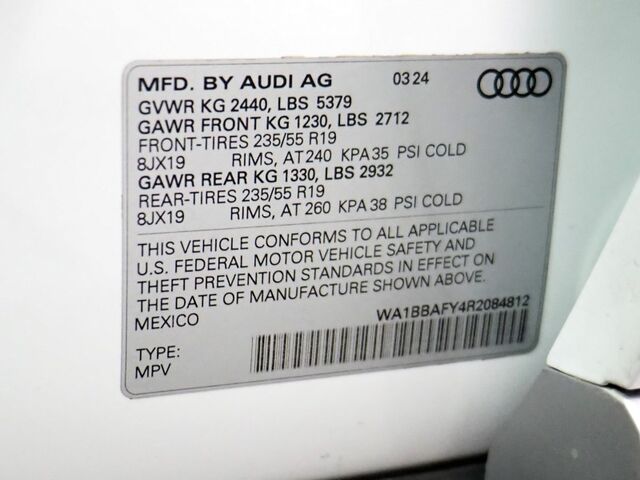 MFD. BY AUDI AG 03 24
GVWR KG 2440, LBS 5379
GAWR FRONT KG 1230, LBS 2712
FRONT-TIRES 235/55 R19
8JX19 RIMS, AT 240 KPA 35 PSI COLD
GAWR REAR KG 1330, LBS 2932
REAR-TIRES 235/55 R19
8JX19 RIMS, AT 260 KPA 38 PSI COLD
THIS VEHICLE CONFORMS TO ALL APPLICABLE
U.S. FEDERAL MOTOR VEHICLE SAFETY AND
THEFT PREVENTION STANDARDS IN EFFECT ON
THE DATE OF MANUFACTURE SHOWN ABOVE.
MEXICO WA1BBAFY4R2084812
TYPE:
MPV